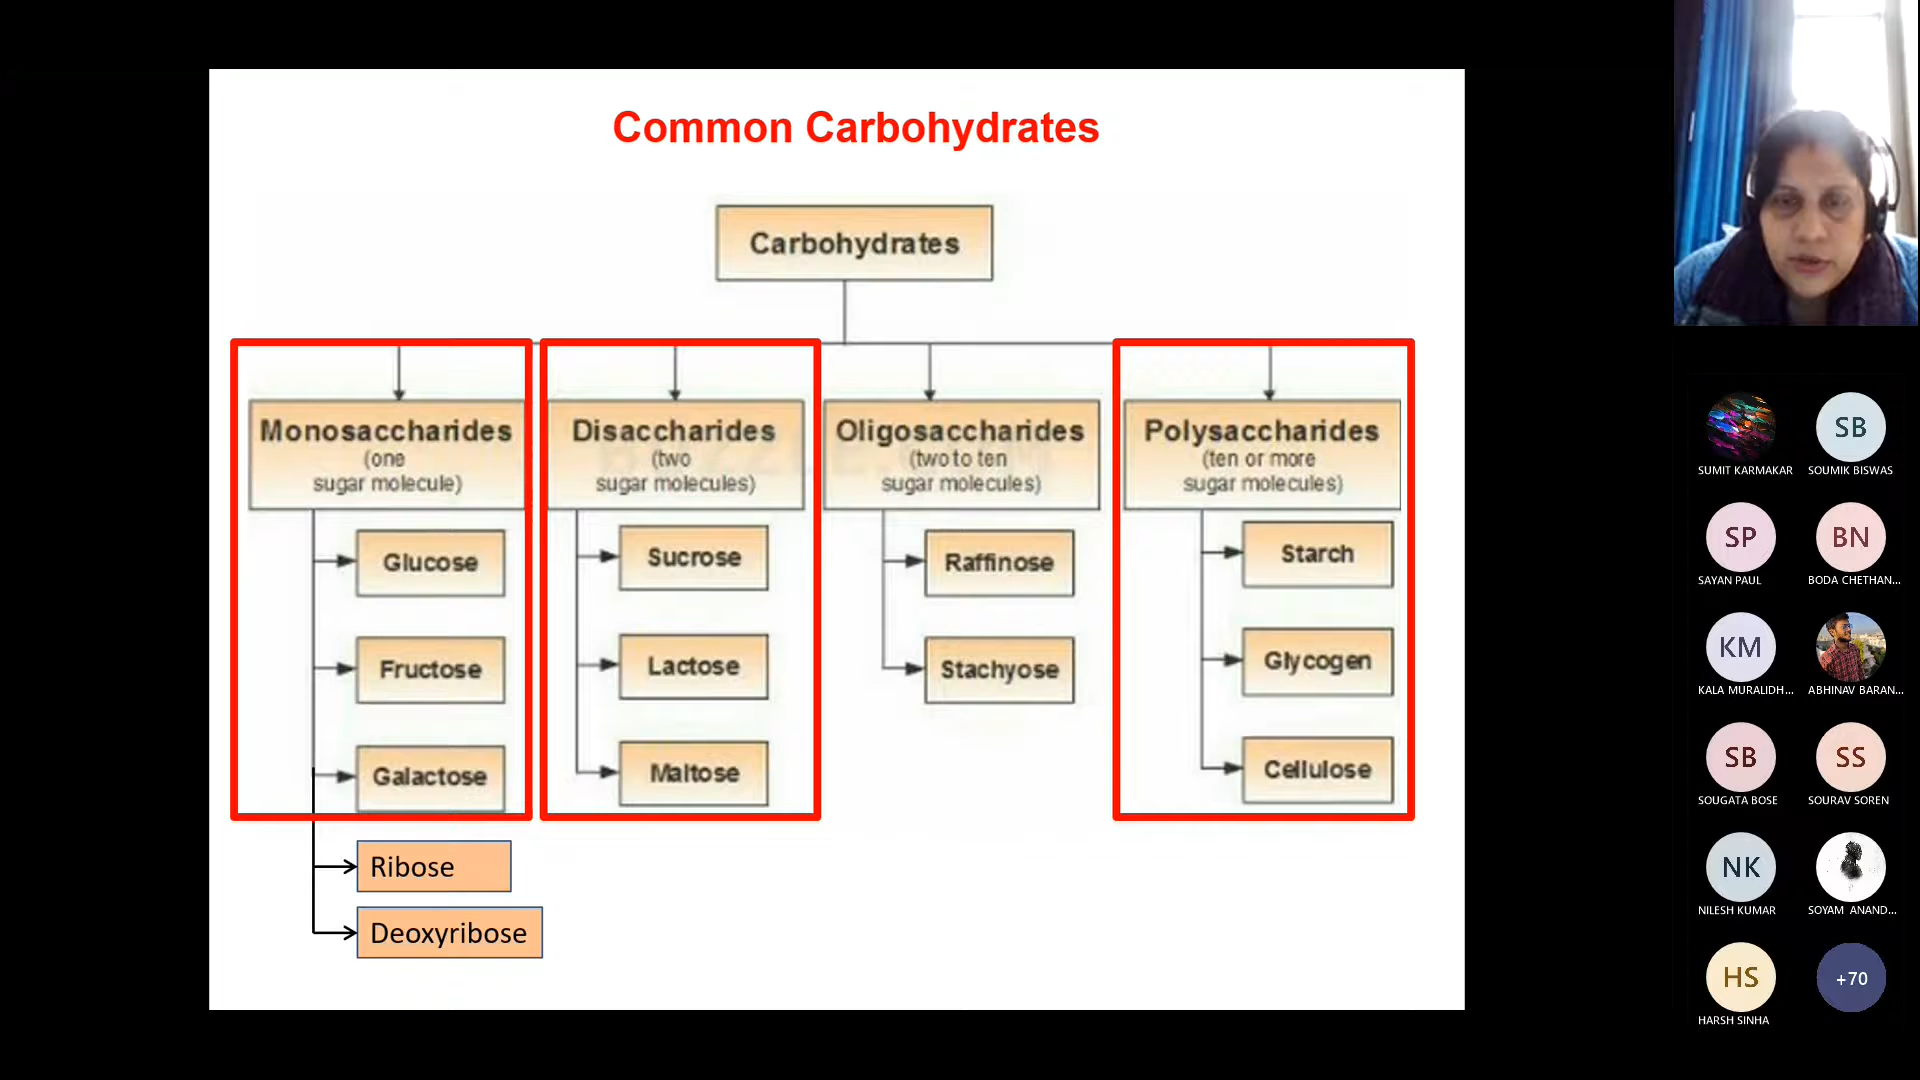 Common Carbohydrates
Carbohydrates
Monosaccharides
(one
sugar molecule)
Glucose
Fructose
Galactose
Ribose
Deoxyribose
Disaccharides
(two
sugar molecules)
Sucrose
Lactose
Maltose
Oligosaccharides
(two to ten
sugar molecules)
Raffinose
Stachyose
Polysaccharides
(ten or more
sugar molecules)
Starch
Glycogen
Cellulose
SUMIT KARMAKAR
SB
SOUMIK BISWAS
SP
SAYAN PAUL
BN
BODA CHETHAN...
KM
KALA MURALIDH...
ABHINAV BARAN...
SB
SOUGATA BOSE
SS
SOURAV SOREN
NK
NILESH KUMAR
SOYAM ANAND...
HS
HARSH SINHA
+70